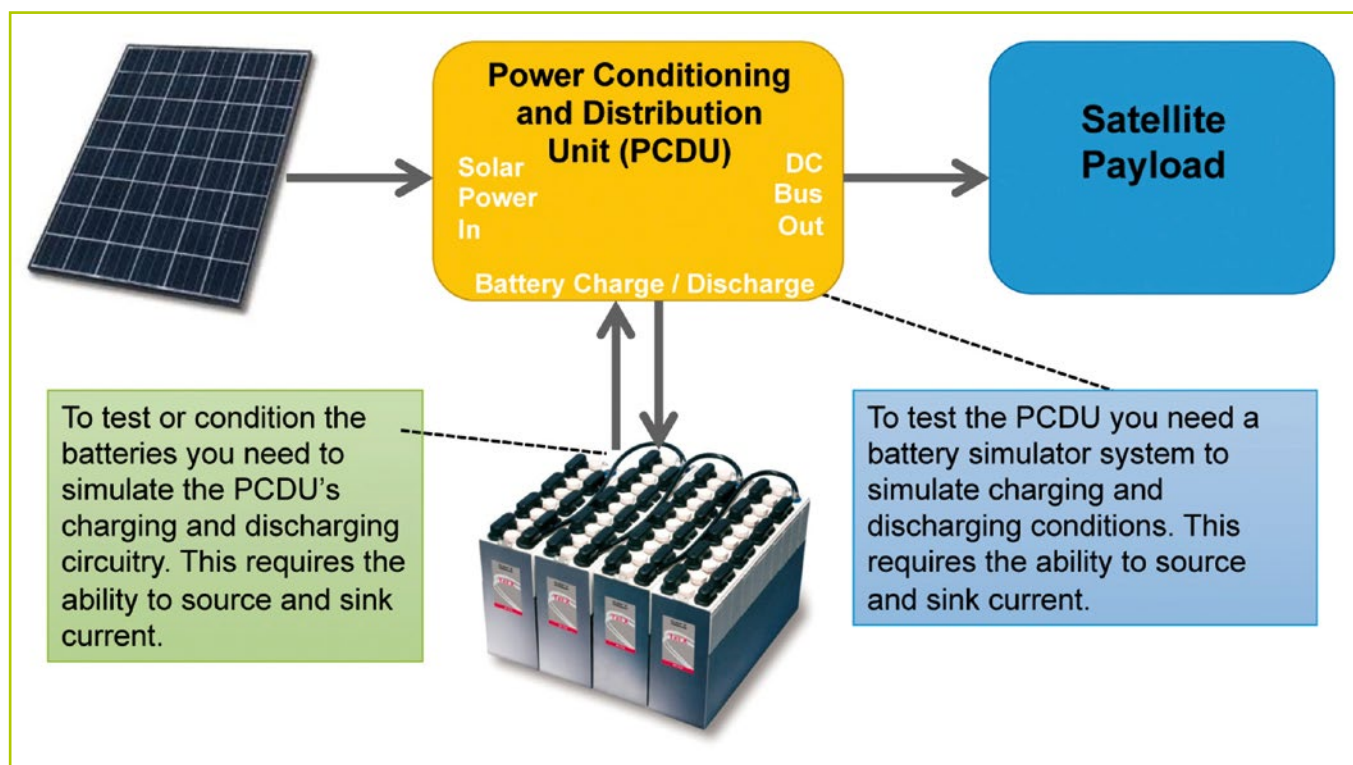 Power Conditioning
and Distribution
Unit (PCDU)
Solar
Power
In
DC
Bus
Out
Battery Charge / Discharge
Satellite
Payload
To test or condition the
batteries you need to
simulate the PCDU’s
charging and discharging
circuitry. This requires the
ability to source and sink
current.
To test the PCDU you need a
battery simulator system to
simulate charging and
discharging conditions. This
requires the ability to source
and sink current.